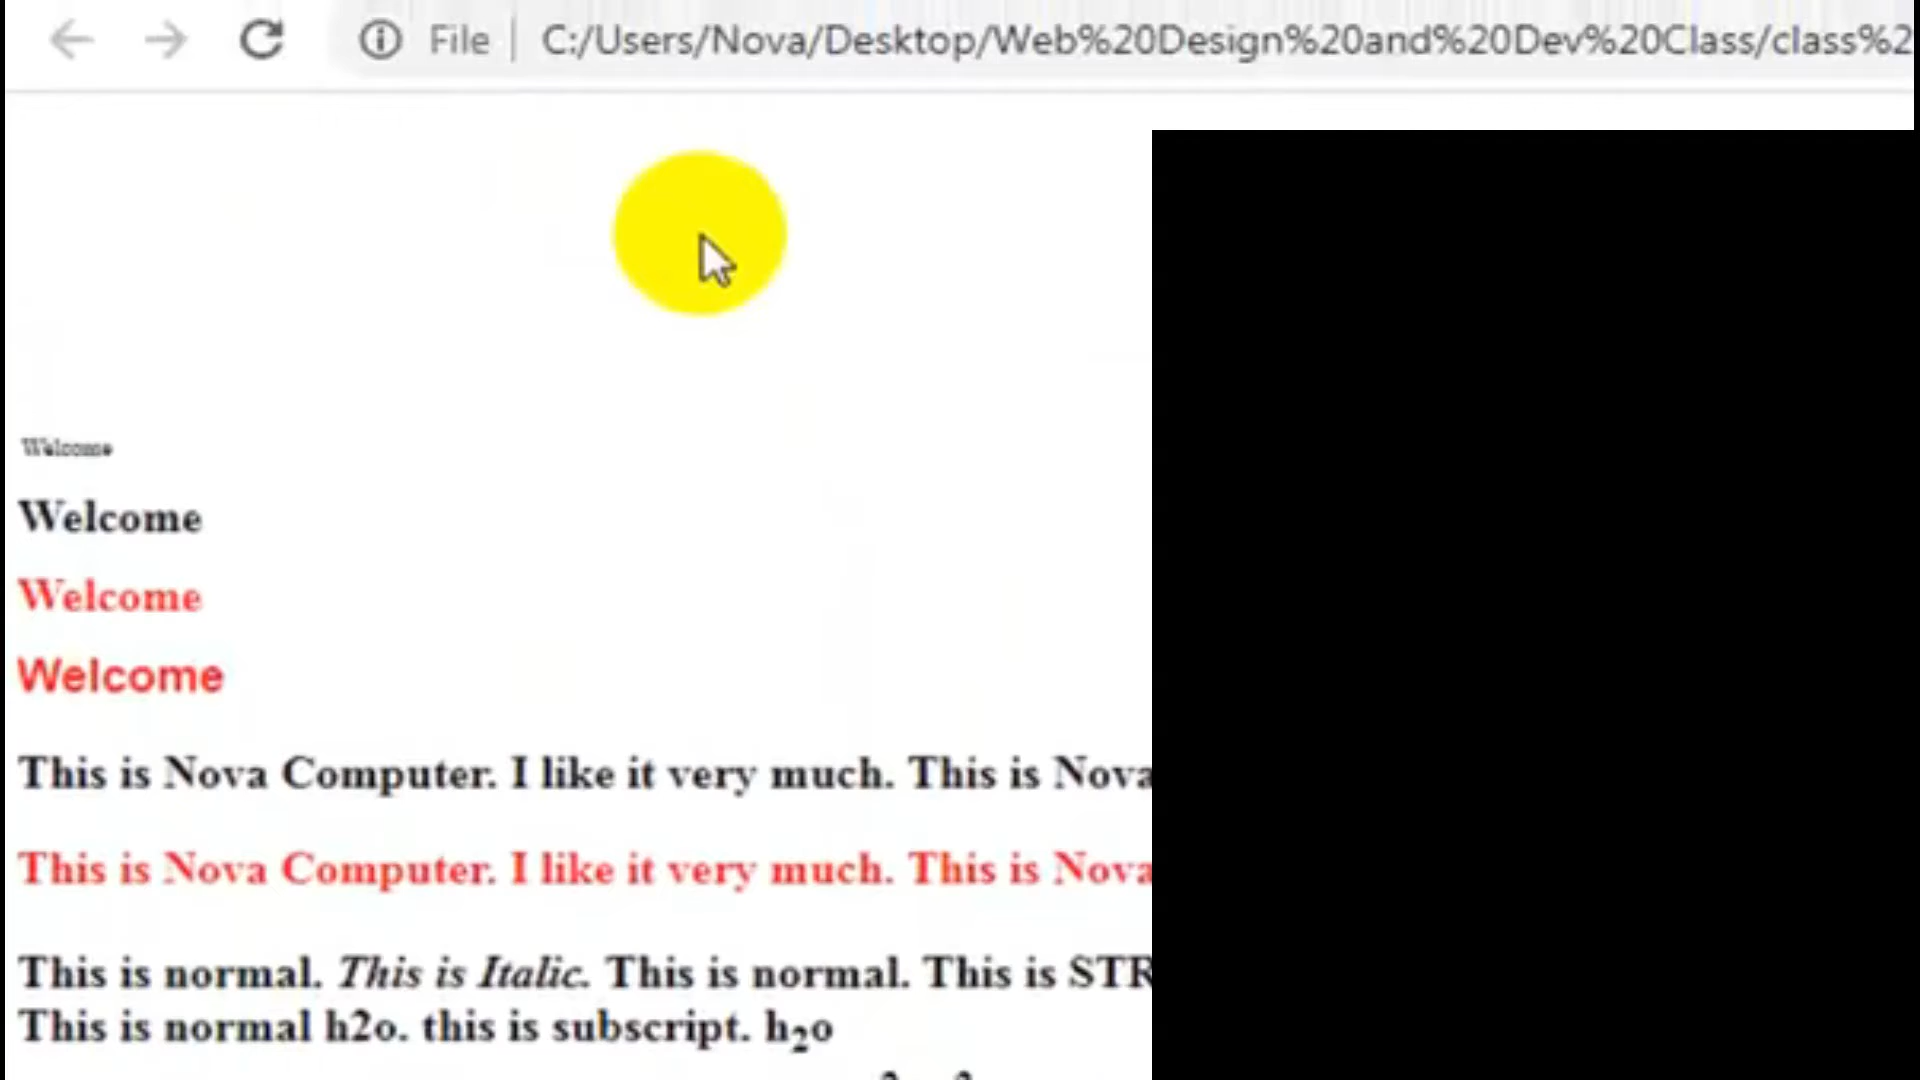 File C:/Users/Nova/Desktop/Web%20Design%20and%20Dev%20Class/class%2
Welcome
Welcome
Welcome
Welcome
This is Nova Computer. I like it very much. This is Nova
This is Nova Computer. I like it very much. This is Nova
This is normal. This is Italic. This is normal. This is STR
This is normal h2o. this is subscript. h₂o